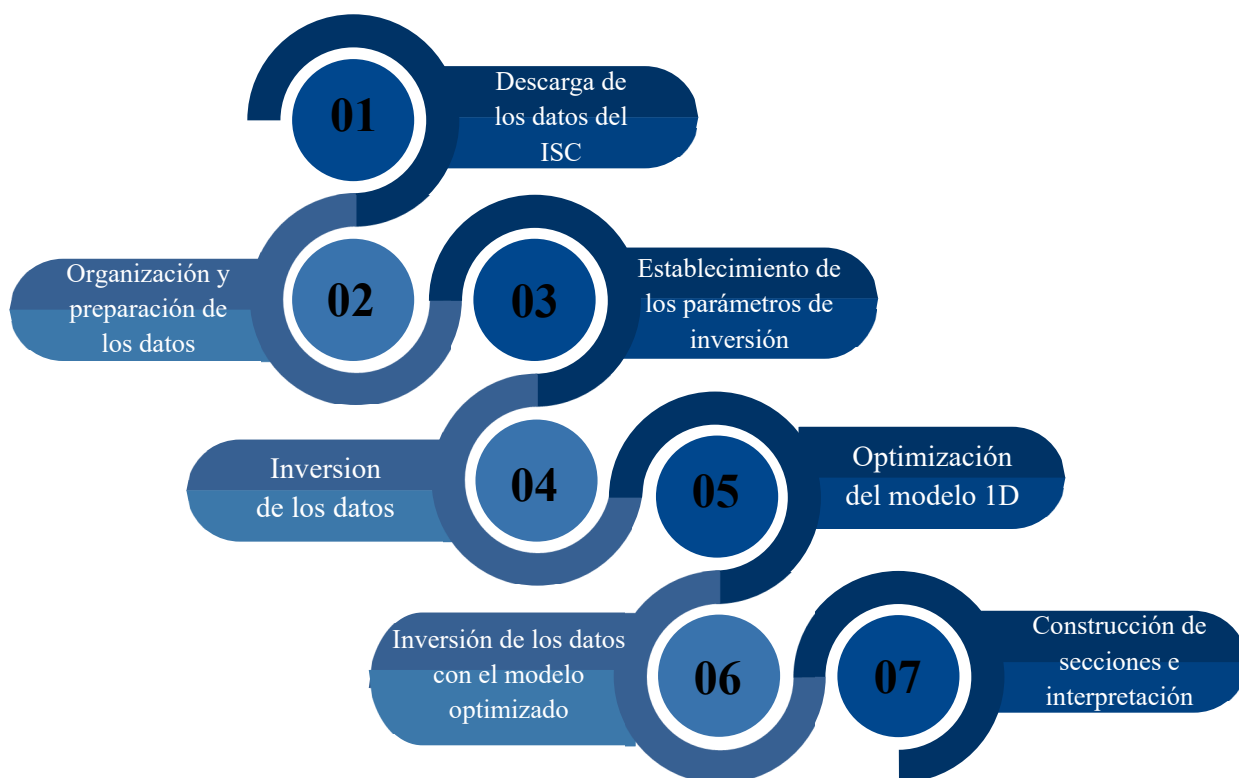 01
Descarga de
los datos del
ISC
02
Organización y
preparación de
los datos
03
Establecimiento de
los parámetros de
inversión
04
Inversion
de los datos
05
Optimización
del modelo 1D
06
Inversión de los datos
con el modelo
optimizado
07
Construcción de
secciones e
interpretación